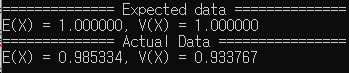 ============== Expected data ==============
E(X) = 1.000000, V(X) = 1.000000
============== Actual Data ================
E(X) = 0.985334, V(X) = 0.933767